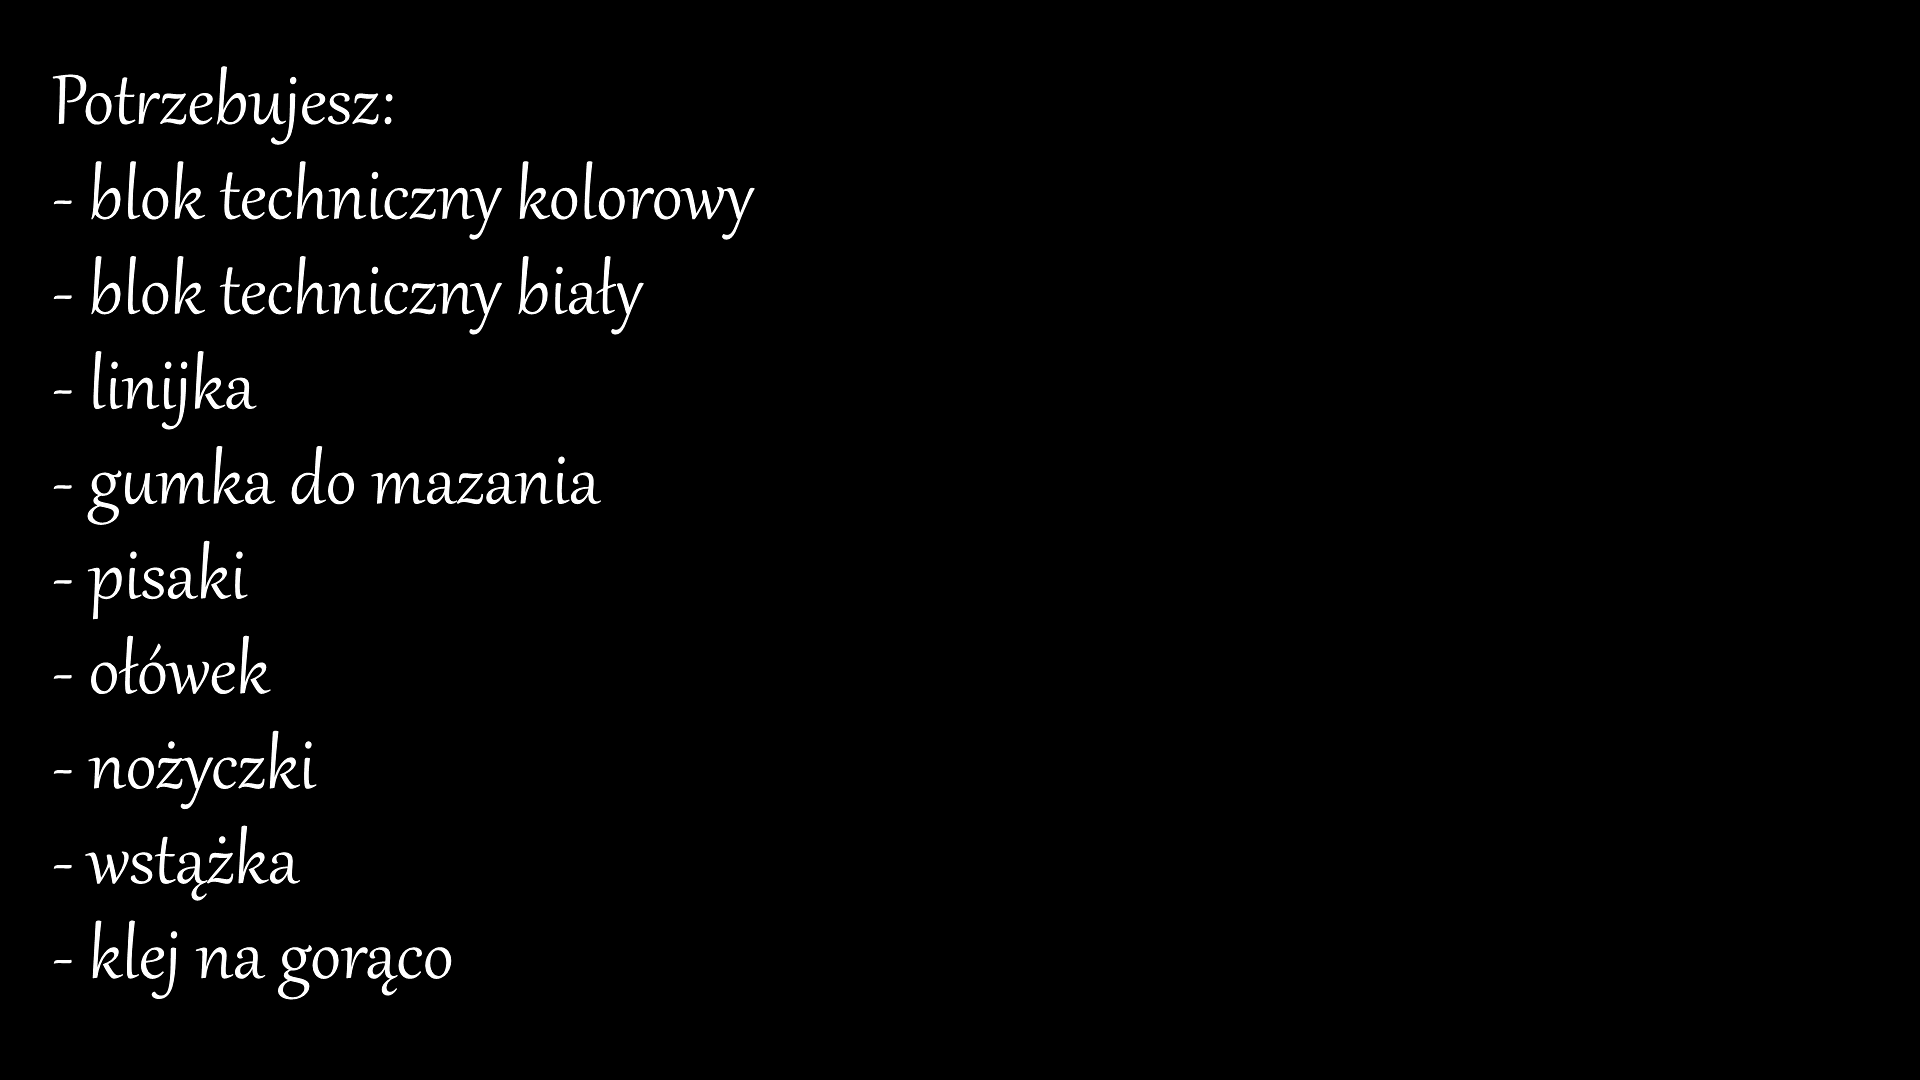 Potrzebujesz:
- blok techniczny kolorowy
- blok techniczny biały
- linijka
- gumka do mazania
- pisaki
- ołówek
- nożyczki
- wstążka
- klej na gorąco